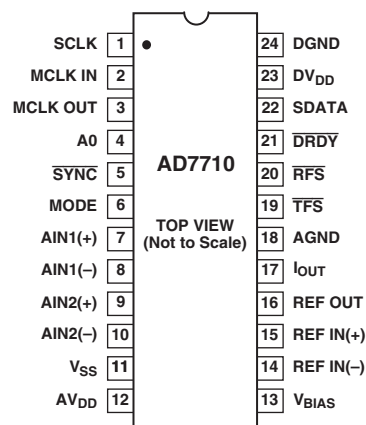 SCLK 1 24 DGND
MCLK IN 2 23 DVDD
MCLK OUT 3 22 SDATA
A0 4 21 DRDY
AD7710
SYNC 5 20 RFS
MODE 6 19 TFS
TOP VIEW
(Not to Scale)
AIN1(+) 7 18 AGND
AIN1(–) 8 17 IOUT
AIN2(+) 9 16 REF OUT
AIN2(–) 10 15 REF IN(+)
VSS 11 14 REF IN(–)
AVDD 12 13 VBIAS